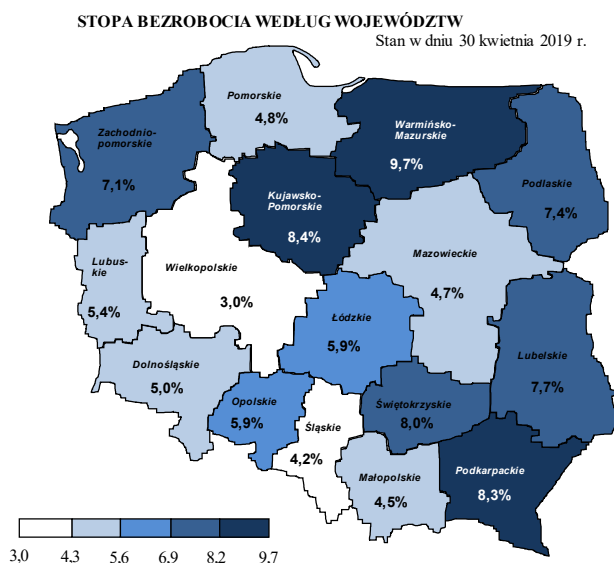 STOPA BEZROBOCIA WEDŁUG WOJEWÓDZTW
Stan w dniu 30 kwietnia 2019 r.
Pomorskie
4,8%
Warmińsko-
Mazurskie
9,7%
Zachodnio-
pomorskie
7,1%
Podlaskie
7,4%
Kujawsko-
Pomorskie
8,4%
Mazowieckie
4,7%
Lubus-
kie
5,4%
Wielkopolskie
3,0%
Łódzkie
5,9%
Lubelskie
7,7%
Dolnośląskie
5,0%
Opolskie
5,9%
Śląskie
4,2%
Świętokrzyskie
8,0%
Małopolskie
4,5%
Podkarpackie
8,3%
3,0 4,3 5,6 6,9 8,2 9,7